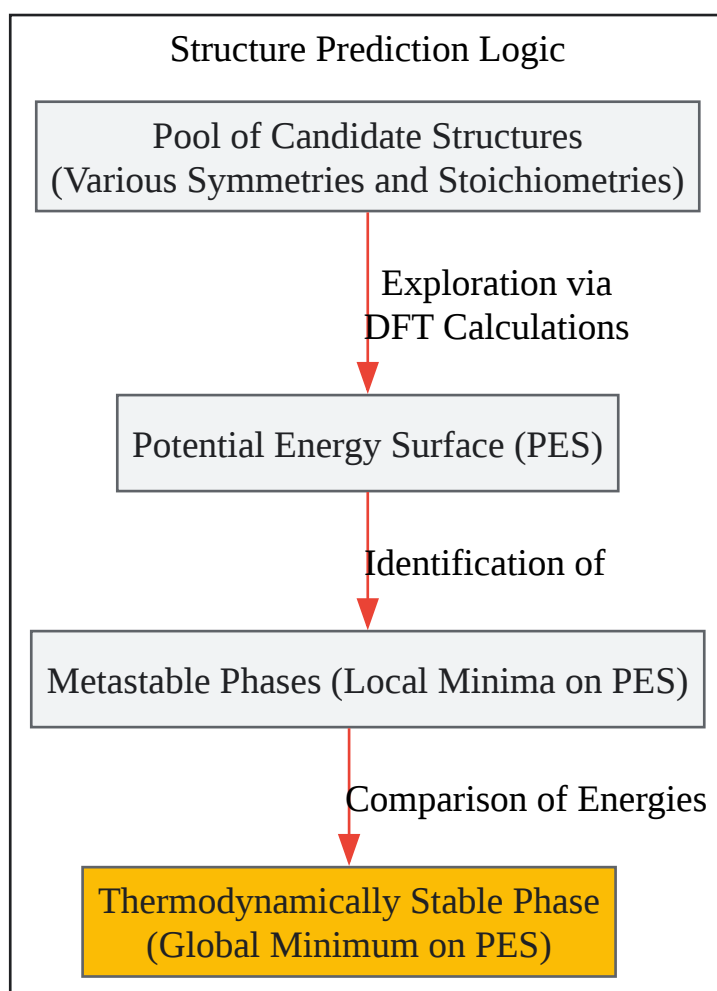 Structure Prediction Logic
Pool of Candidate Structures
(Various Symmetries and Stoichiometries)
Exploration via
DFT Calculations
Potential Energy Surface (PES)
Identification of
Metastable Phases (Local Minima on PES)
Comparison of Energies
Thermodynamically Stable Phase
(Global Minimum on PES)